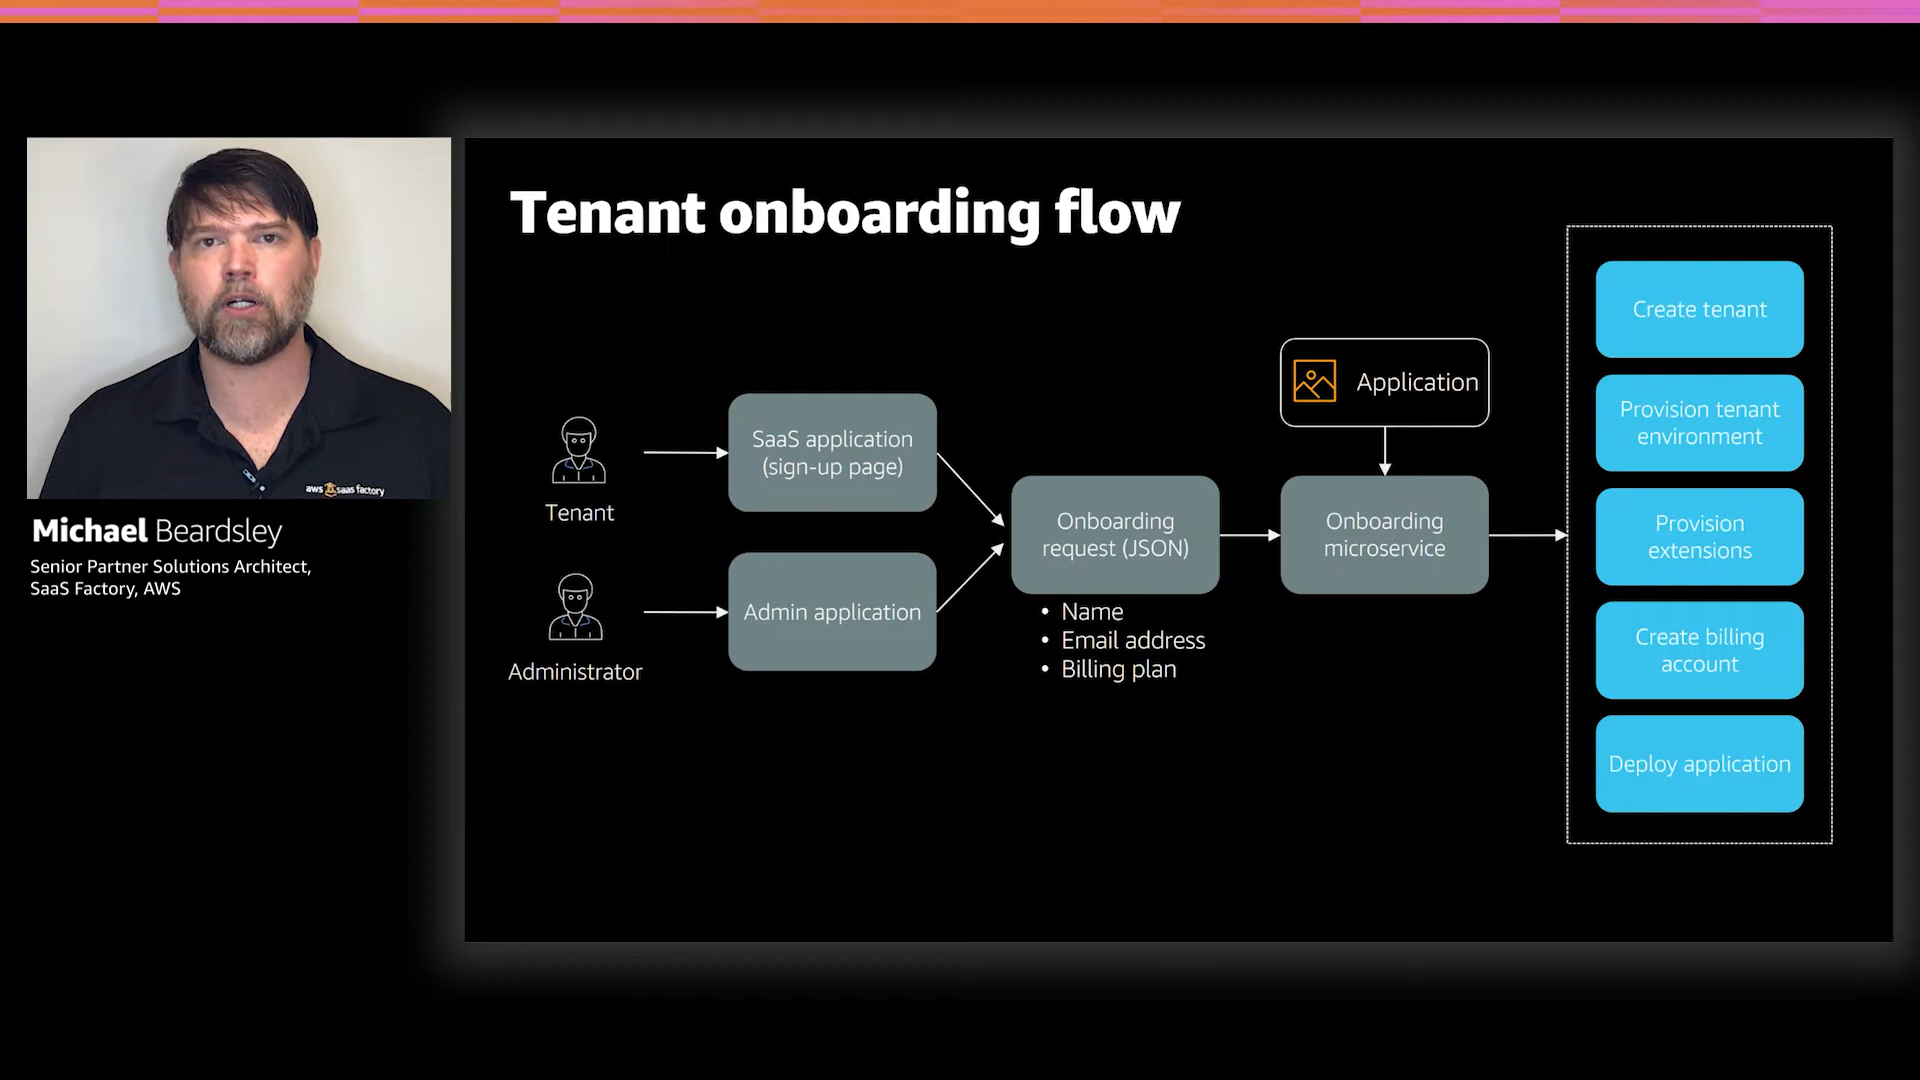 Tenant onboarding flow
aws saas factory
Michael Beardsley
Senior Partner Solutions Architect,
SaaS Factory, AWS
Tenant
Administrator
SaaS application
(sign-up page)
Admin application
Onboarding
request (JSON)
• Name
• Email address
• Billing plan
Application
Onboarding
microservice
Create tenant
Provision tenant
environment
Provision
extensions
Create billing
account
Deploy application